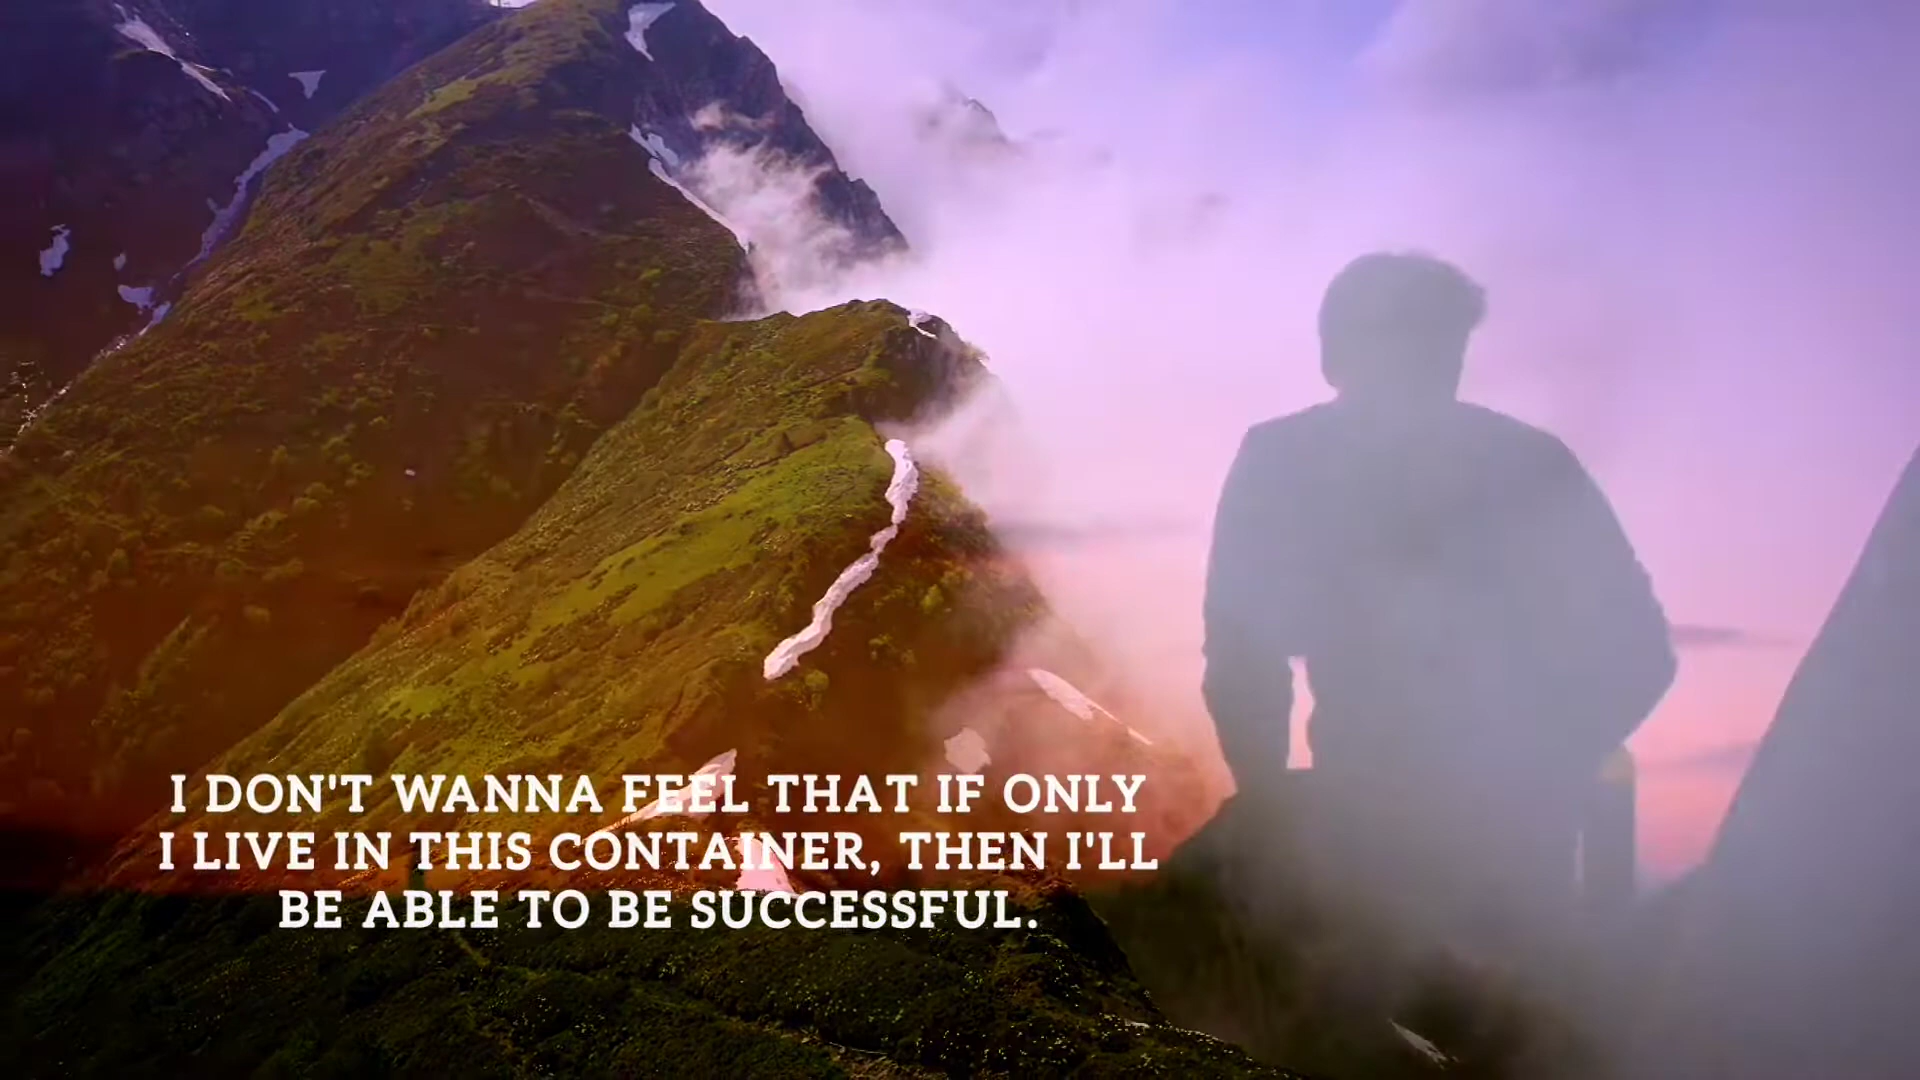 I DON'T WANNA FEEL THAT IF ONLY
I LIVE IN THIS CONTAINER, THEN I'LL
BE ABLE TO BE SUCCESSFUL.